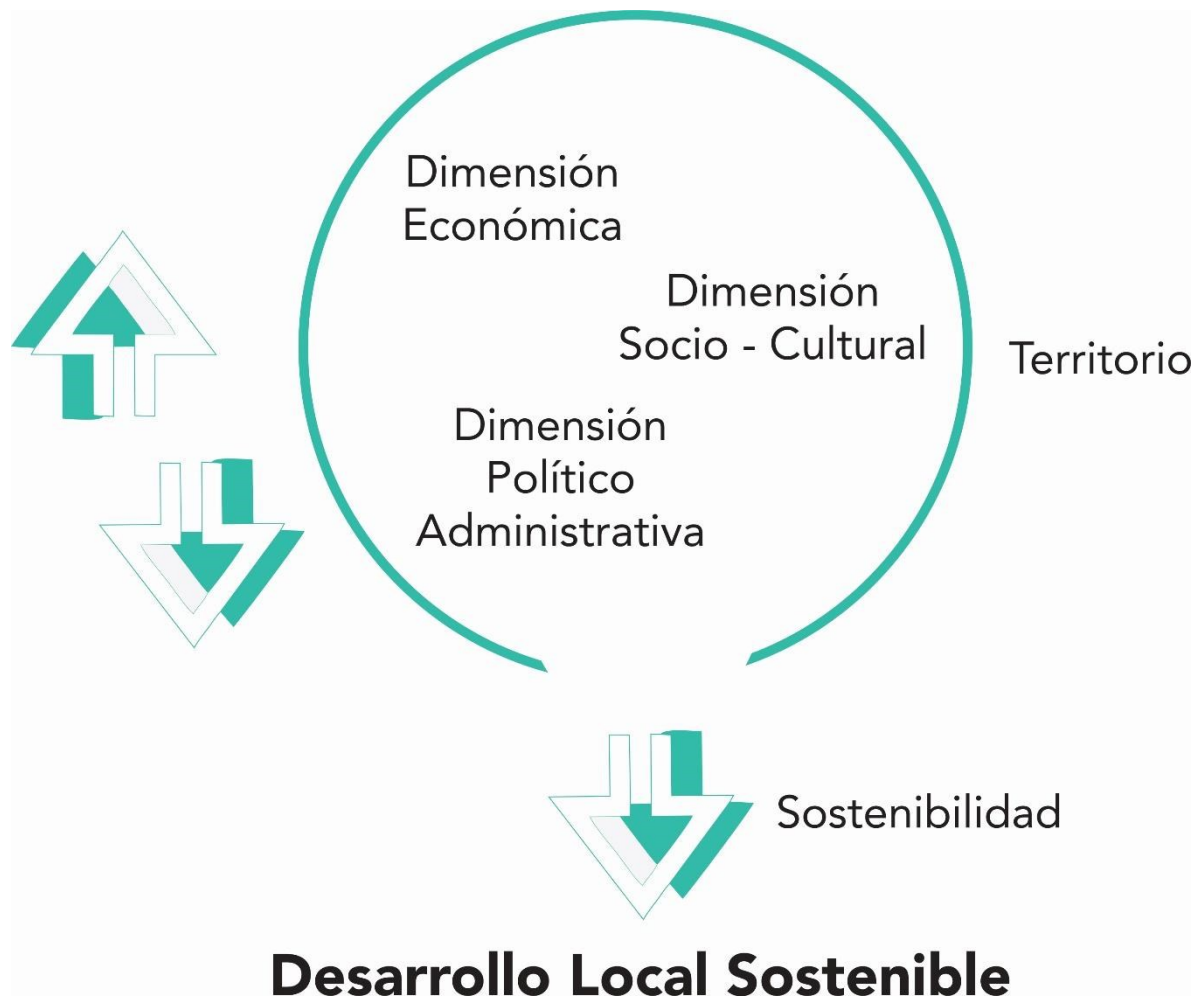 Dimensión
Económica
Dimensión
Socio - Cultural
Territorio
Dimensión
Político
Administrativa
Sostenibilidad
Desarrollo Local Sostenible